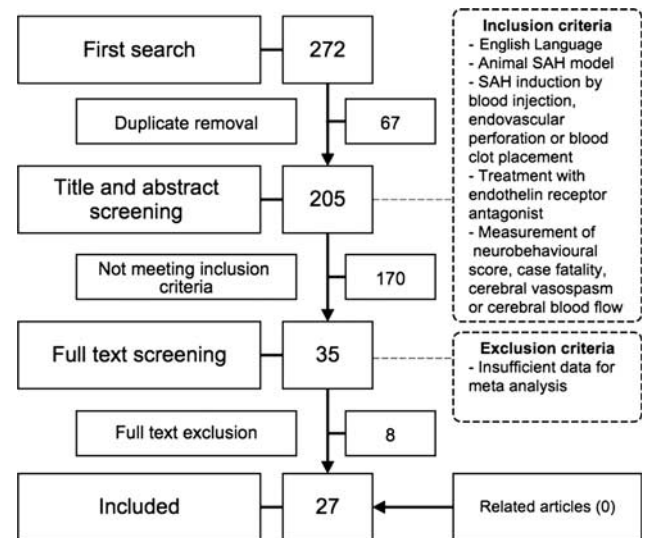 First search
272
Duplicate removal
67
Title and abstract
screening
205
Not meeting inclusion
criteria
170
Full text screening
35
Full text exclusion
8
Included
27
Related articles (0)
Inclusion criteria
- English Language
- Animal SAH model
- SAH induction by
blood injection,
endovascular
perforation or blood
clot placement
- Treatment with
endothelin receptor
antagonist
- Measurement of
neurobehavioural
score, case fatality,
cerebral vasospasm
or cerebral blood flow
Exclusion criteria
- Insufficient data for
meta analysis